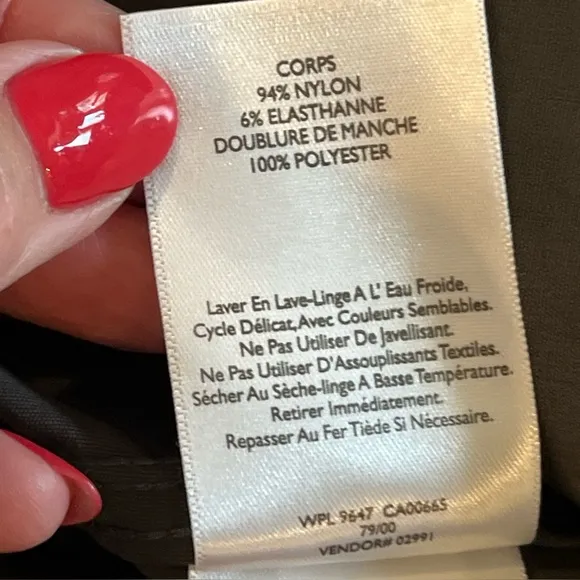 CORPS
94% NYLON
6% ELASTHANNE
DOUBLURE DE MANCHE
100% POLYESTER
Laver En Lave-Linge A L' Eau Froide,
Cycle Délicat, Avec Couleurs Semblables.
Ne Pas Utiliser De Javellisant.
Ne Pas Utiliser D'Assouplissants Textiles.
Sécher Au Sèche-linge A Basse Température.
Retirer Immédiatement.
Repasser Au Fer Tiède Si Nécessaire.
WPL 9647 CA00665
79/00
VENDOR# 02991